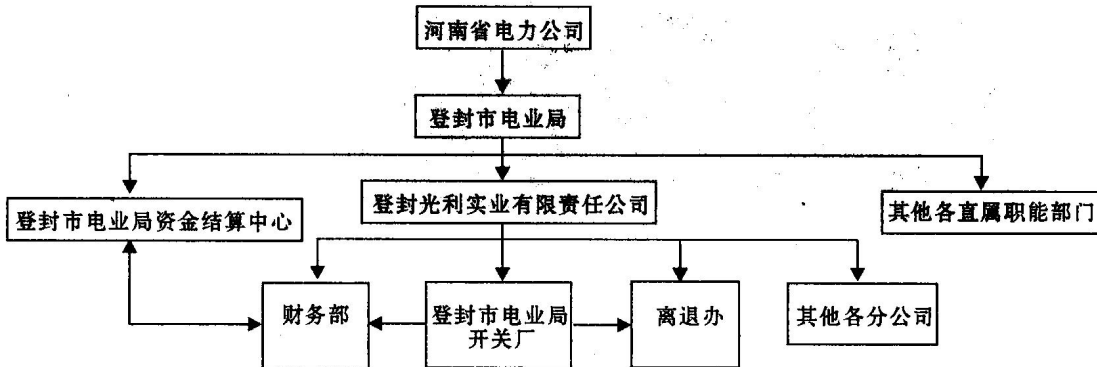 河南省电力公司
登封市电业局
登封市电业局资金结算中心
登封光利实业有限责任公司
其他各直属职能部门
财务部
登封市电业局
开关厂
离退办
其他各分公司